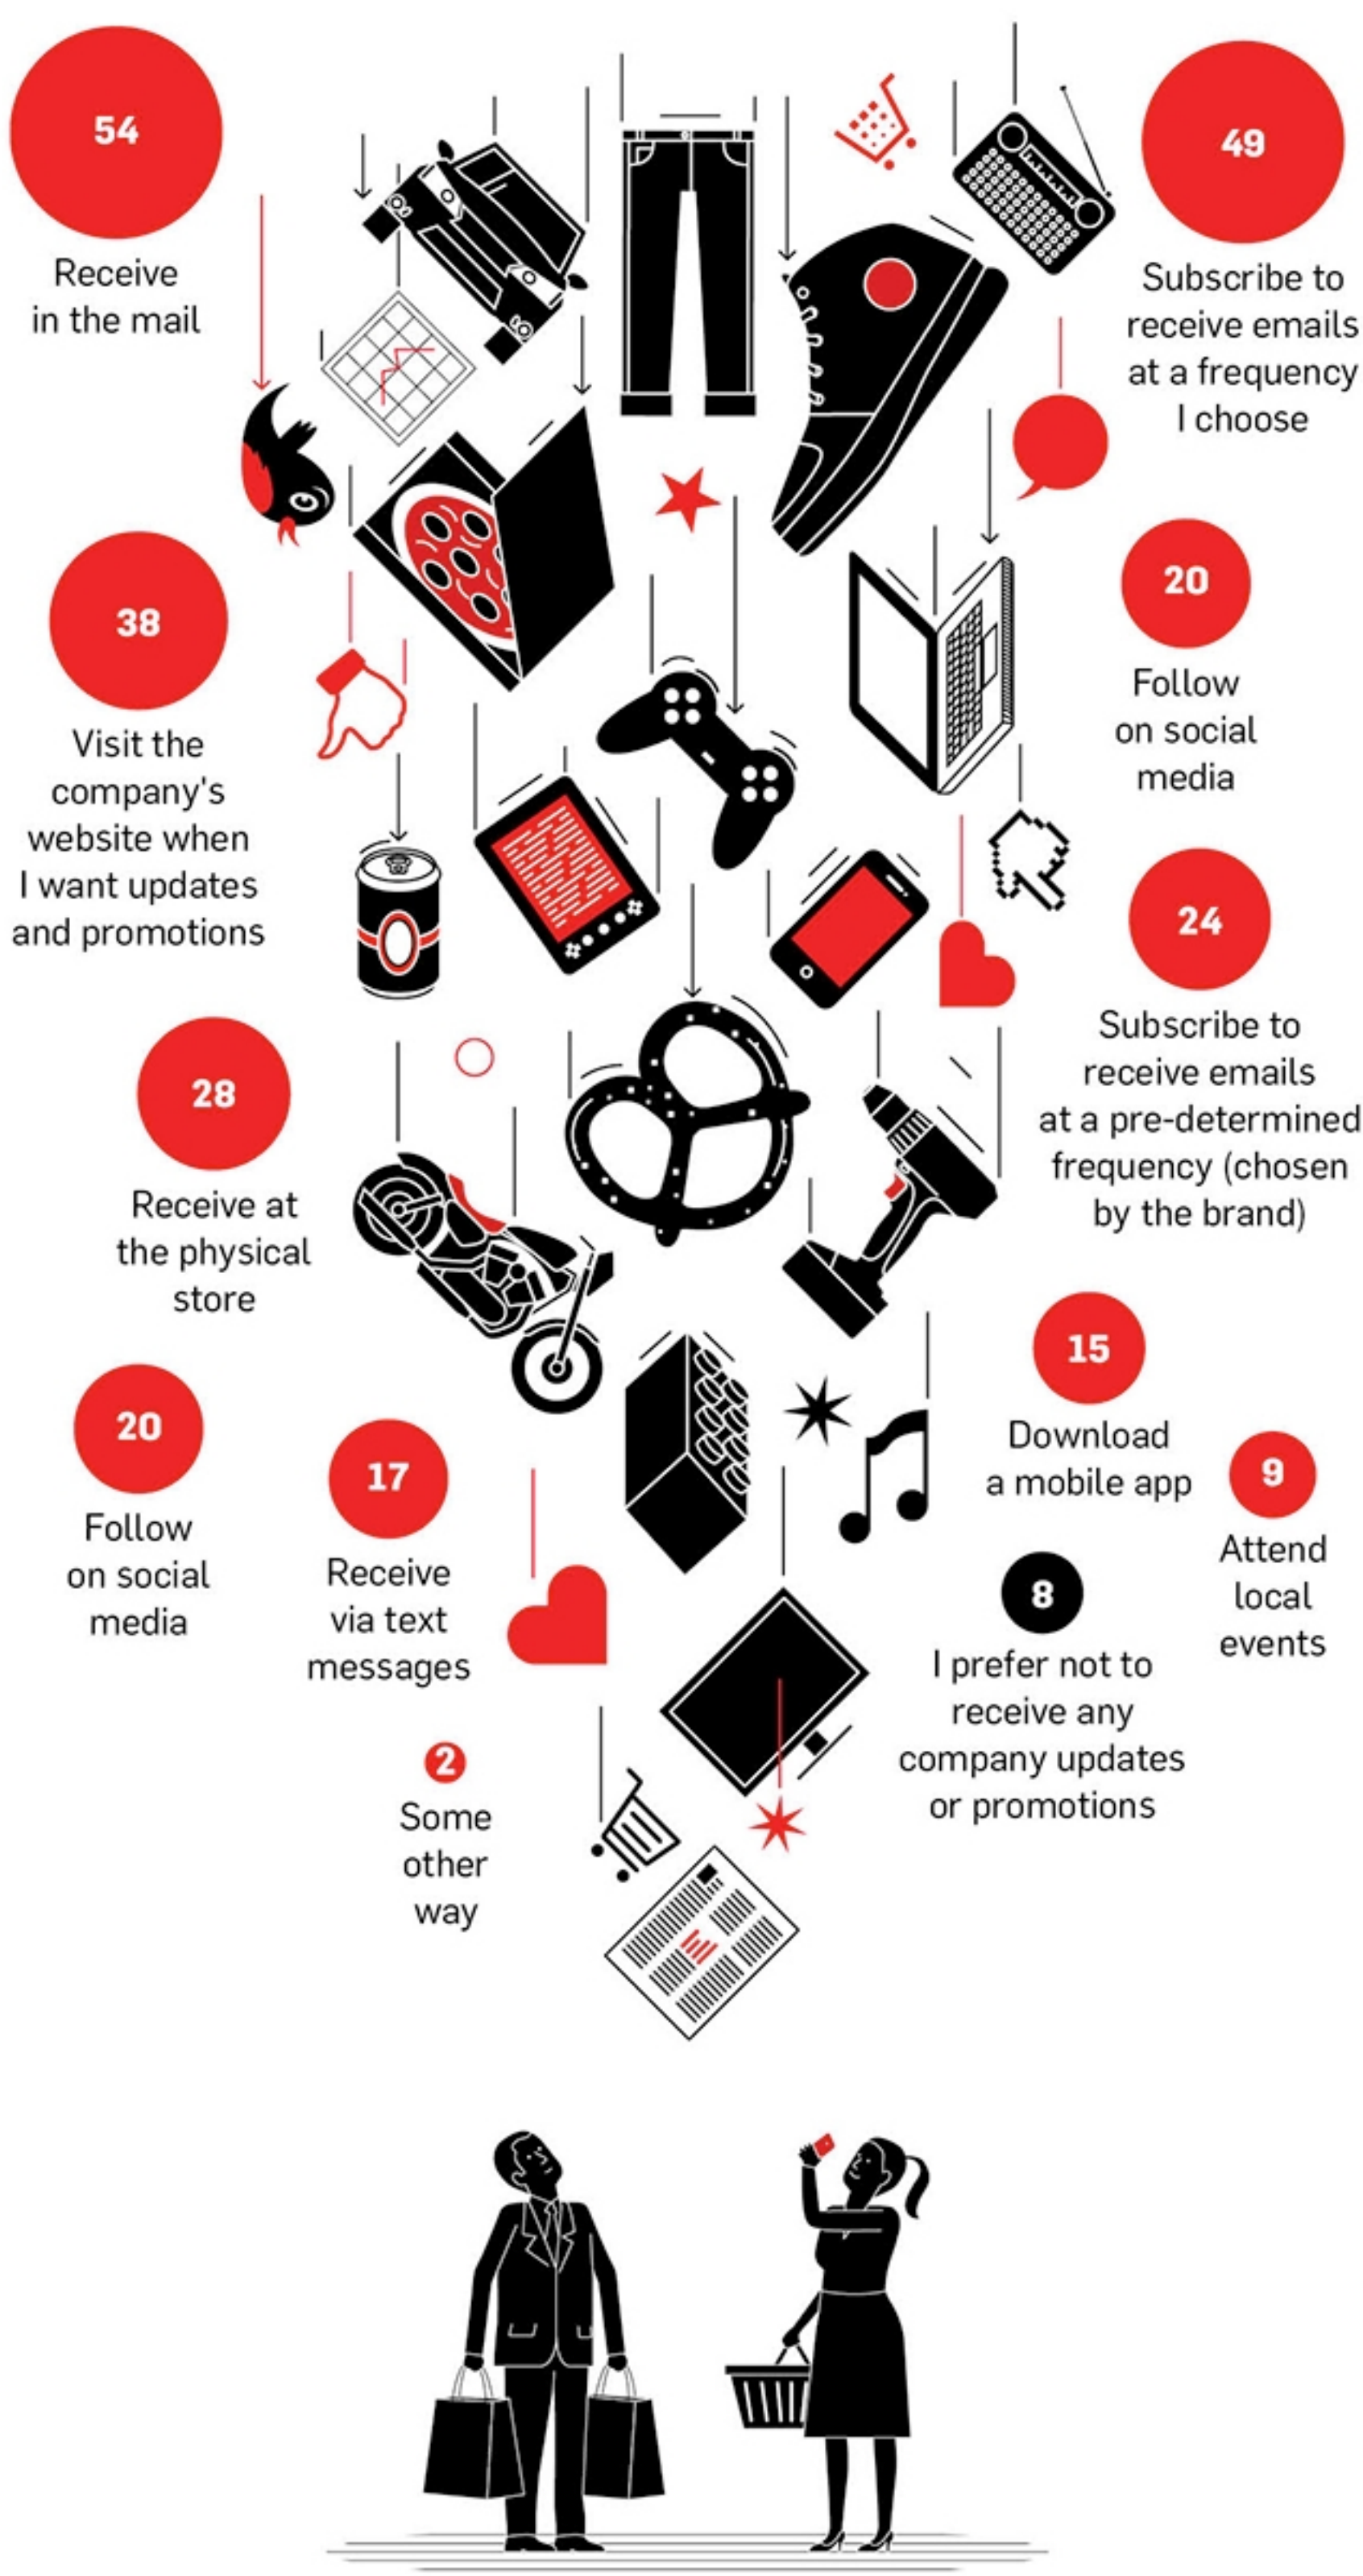 54
Receive
in the mail
49
Subscribe to
receive emails
at a frequency
I choose
38
Visit the
company's
website when
I want updates
and promotions
20
Follow
on social
media
24
Subscribe to
receive emails
at a pre-determined
frequency (chosen
by the brand)
28
Receive at
the physical
store
15
Download
a mobile app
20
Follow
on social
media
17
Receive
via text
messages
9
Attend
local
events
8
I prefer not to
receive any
company updates
or promotions
2
Some
other
way